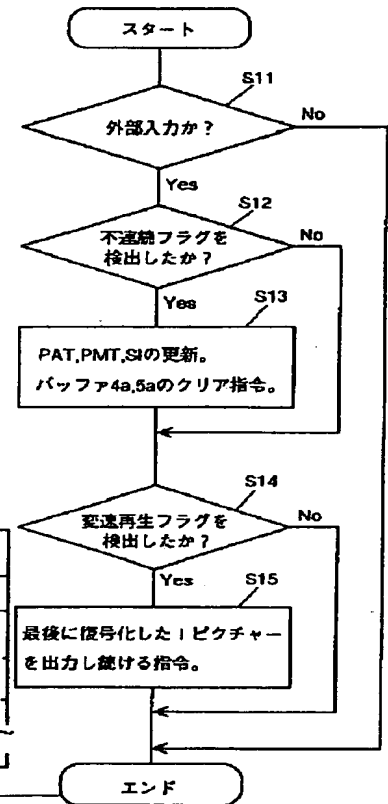 スタート
S11
外部入力か？
No
Yes
S12
不連続フラグを
検出したか？
No
Yes
S13
PAT,PMT,SIの更新。
バッファ4a,5aのクリア指令。
S14
変速再生フラグを
検出したか？
No
Yes
S15
最後に復号化したIピクチャー
を出力し続ける指令。
エンド